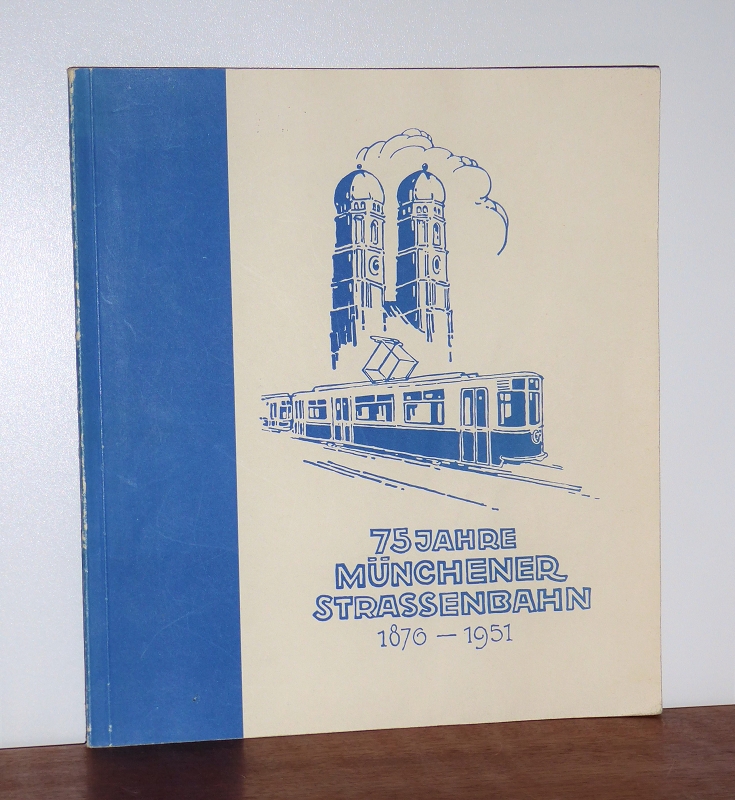 75 JAHRE
MÜNCHENER
STRASSENBAHN
1876 – 1951